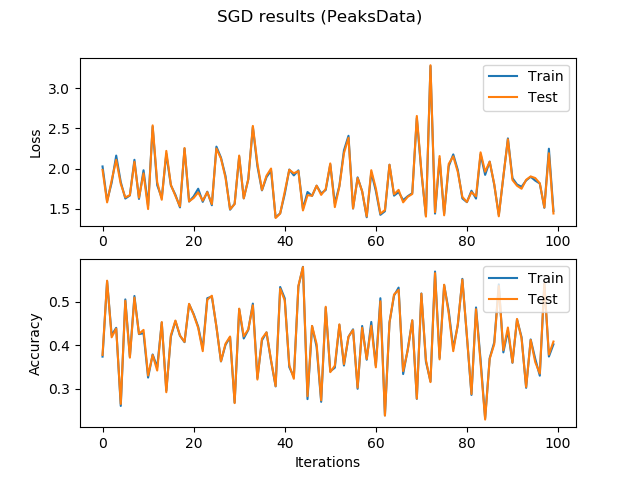 SGD results (PeaksData)
3.0
2.5
2.0
1.5
Loss
Train
Test
0 20 40 60 80 100
0.5
0.4
0.3
Accuracy
Train
Test
0 20 40 60 80 100
Iterations